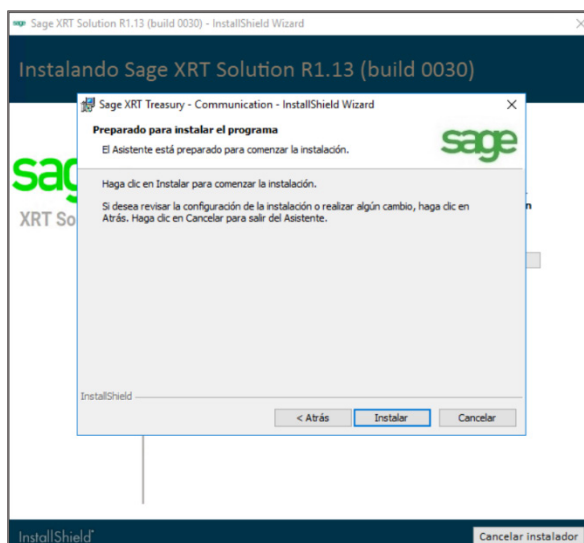 Sage XRT Solution R1.13 (build 0030) - InstallShield Wizard
Instalando Sage XRT Solution R1.13 (build 0030)
Sage XRT Treasury - Communication - InstallShield Wizard
Preparado para instalar el programa
El Asistente está preparado para comenzar la instalación.
sage
Haga clic en Instalar para comenzar la instalación.
Si desea revisar la configuración de la instalación o realizar algún cambio, haga clic en
Atrás. Haga clic en Cancelar para salir del Asistente.
XRT
InstallShield
< Atrás Instalar Cancelar
InstallShield
Cancelar instalador